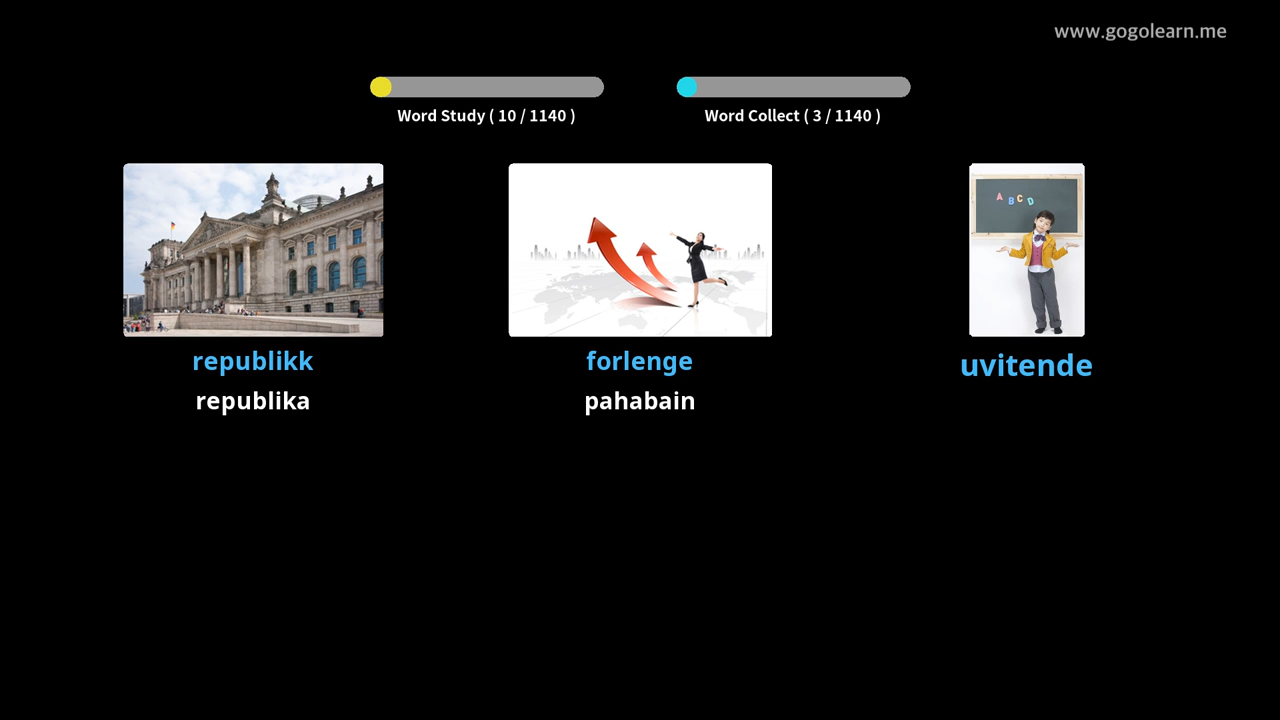 www.gogolearn.me
Word Study ( 10 / 1140 )
Word Collect ( 3 / 1140 )
A B C D
republikk
forlenge
uvitende
republika
pahabain